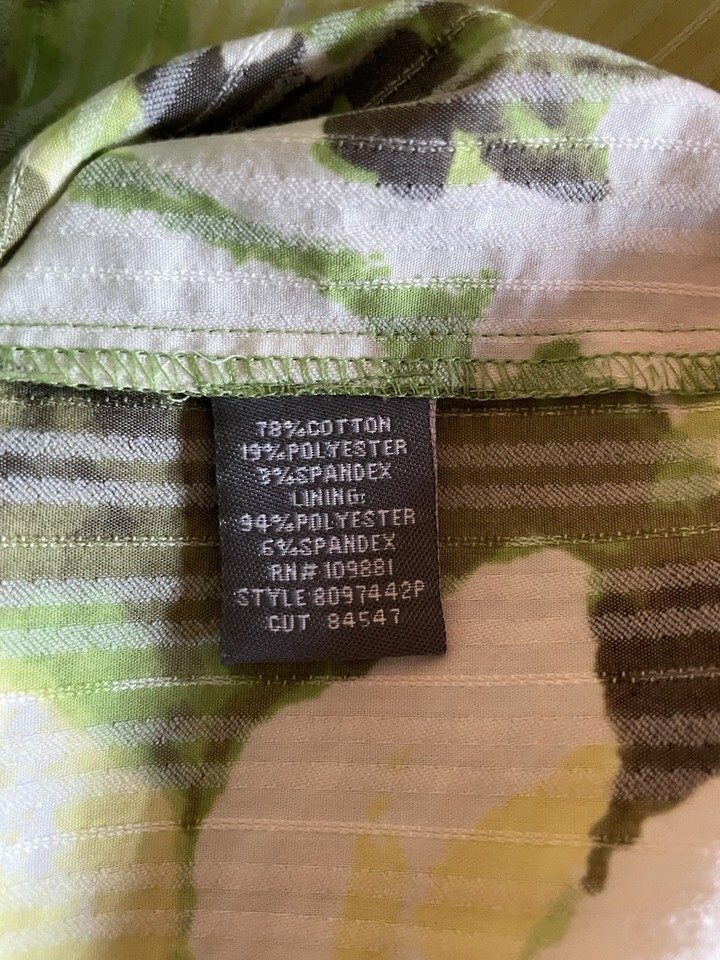 78%COTTON
19%POLYESTER
3%SPANDEX
LINING:
94%POLYESTER
6%SPANDEX
RN# 109881
STYLE 8097442P
CUT 84547